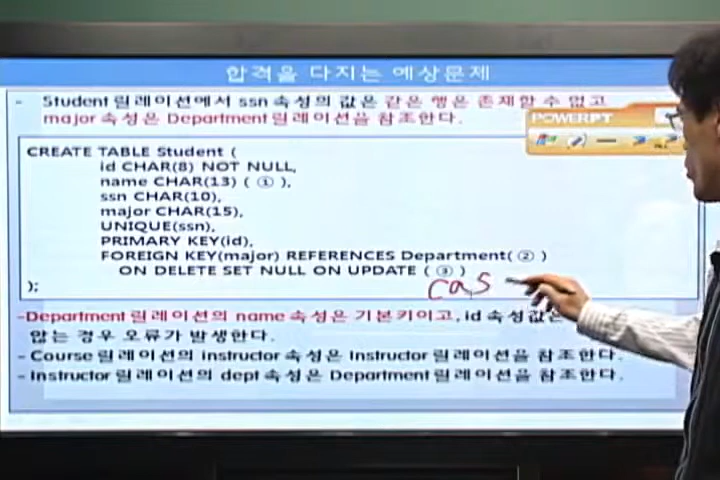 합격을 다지는 예상문제
- Student 릴레이션에서 ssn 속성의 값은 같은 행은 존재할 수 없고
major 속성은 Department 릴레이션을 참조한다.
POWERPT
CREATE TABLE Student (
id CHAR(8) NOT NULL,
name CHAR(13) ( ① ),
ssn CHAR(10),
major CHAR(15),
UNIQUE(ssn),
PRIMARY KEY(id),
FOREIGN KEY(major) REFERENCES Department( ② )
ON DELETE SET NULL ON UPDATE ( ③ )
);
cas
-Department 릴레이션의 name 속성은 기본키이고, id 속성값은
않는 경우 오류가 발생한다.
- Course 릴레이션의 instructor 속성은 Instructor 릴레이션을 참조한다.
- Instructor 릴레이션의 dept 속성은 Department 릴레이션을 참조한다.